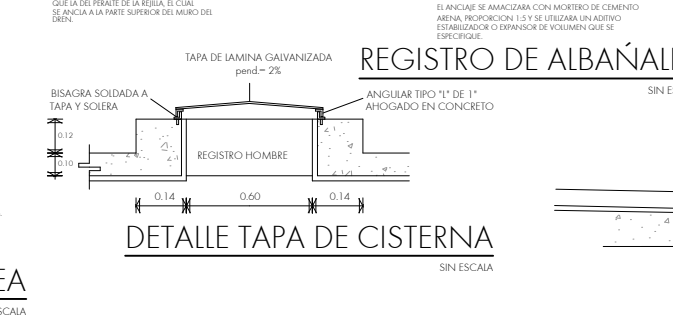 QUE LA DEL PERALTE DE LA REJILLA, EL CUAL
SE ANCLA A LA PARTE SUPERIOR DEL MURO DEL
DREN.
EL ANCLAJE SE AMACIZARA CON MORTERO DE CEMENTO
ARENA, PROPORCION 1:5 Y SE UTILIZARA UN ADITIVO
ESTABILIZADOR O EXPANSOR DE VOLUMEN QUE SE
ESPECIFIQUE.
REGISTRO DE ALBAÑAL
SIN ES
TAPA DE LAMINA GALVANIZADA
pend.= 2%
BISAGRA SOLDADA A
TAPA Y SOLERA
ANGULAR TIPO "L" DE 1"
AHOGADO EN CONCRETO
0.12
0.10
REGISTRO HOMBRE
0.14
0.60
0.14
DETALLE TAPA DE CISTERNA
SIN ESCALA
EA
SCALA